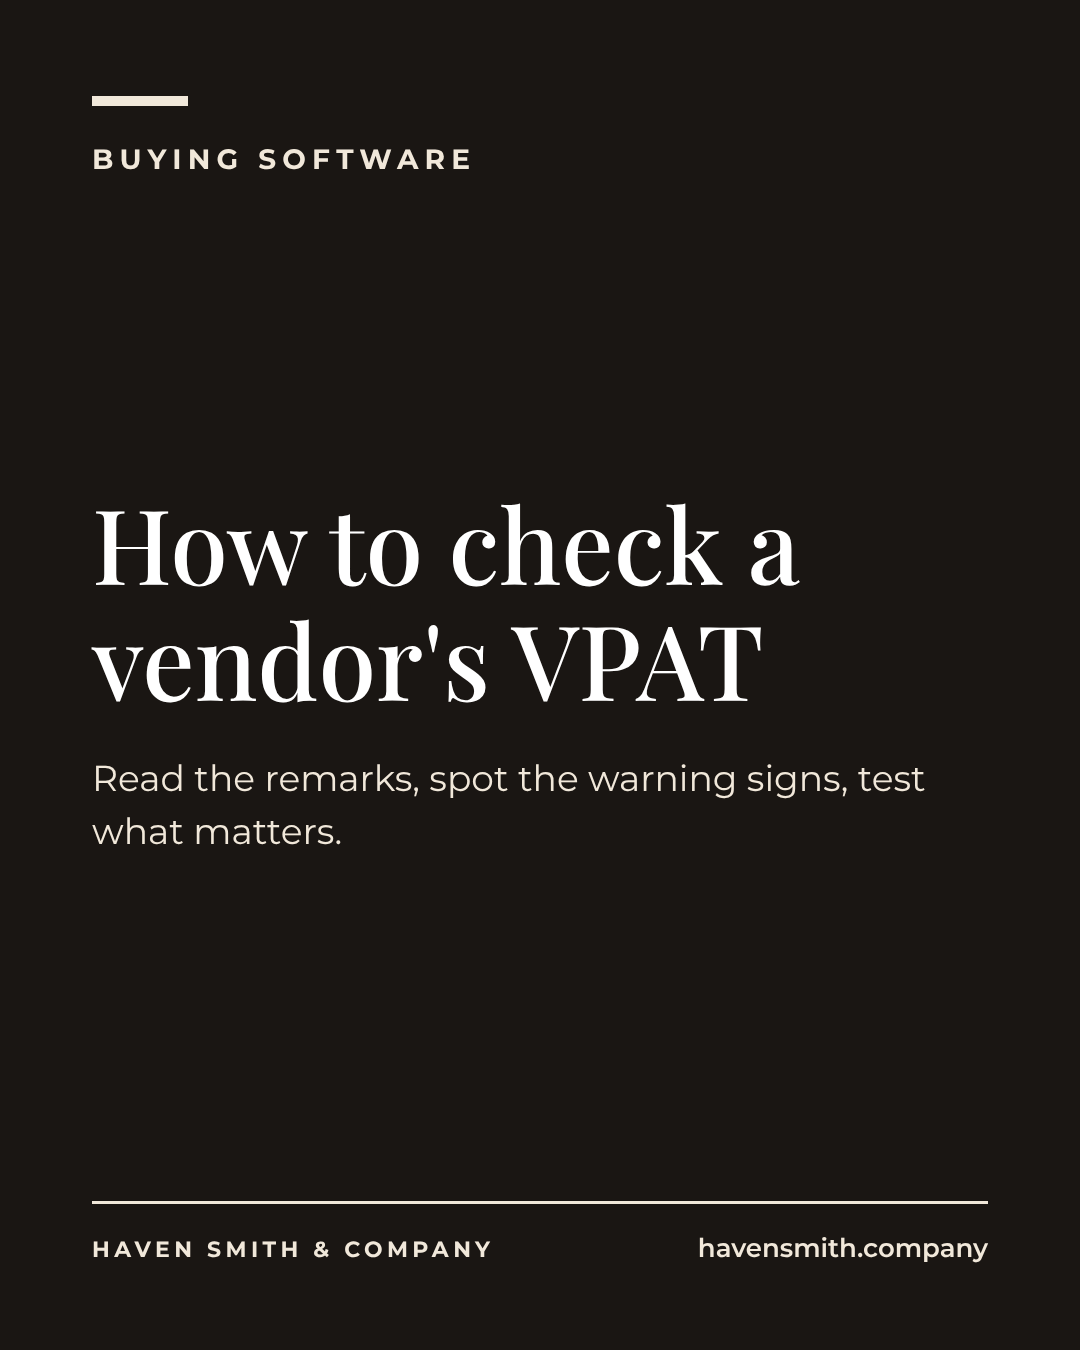 BUYING SOFTWARE
How to check a
vendor's VPAT
Read the remarks, spot the warning signs, test
what matters.
HAVEN SMITH & COMPANY
havensmith.company